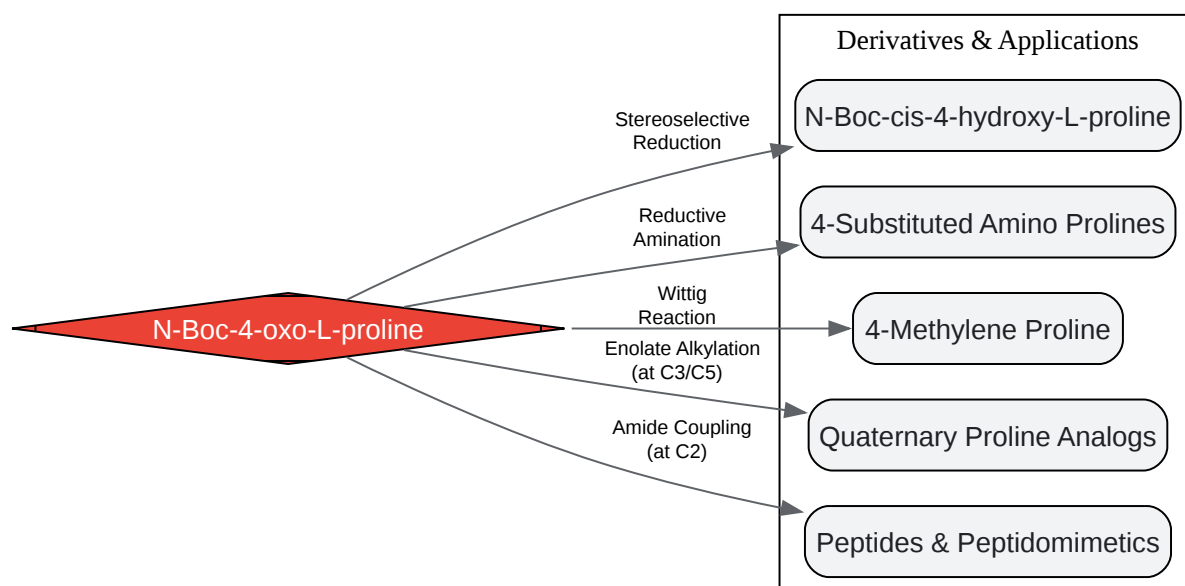 Derivatives & Applications
Stereoselective
Reduction
N-Boc-cis-4-hydroxy-L-proline
Reductive
Amination
4-Substituted Amino Prolines
N-Boc-4-oxo-L-proline
Wittig
Reaction
4-Methylene Proline
Enolate Alkylation
(at C3/C5)
Quaternary Proline Analogs
Amide Coupling
(at C2)
Peptides & Peptidomimetics